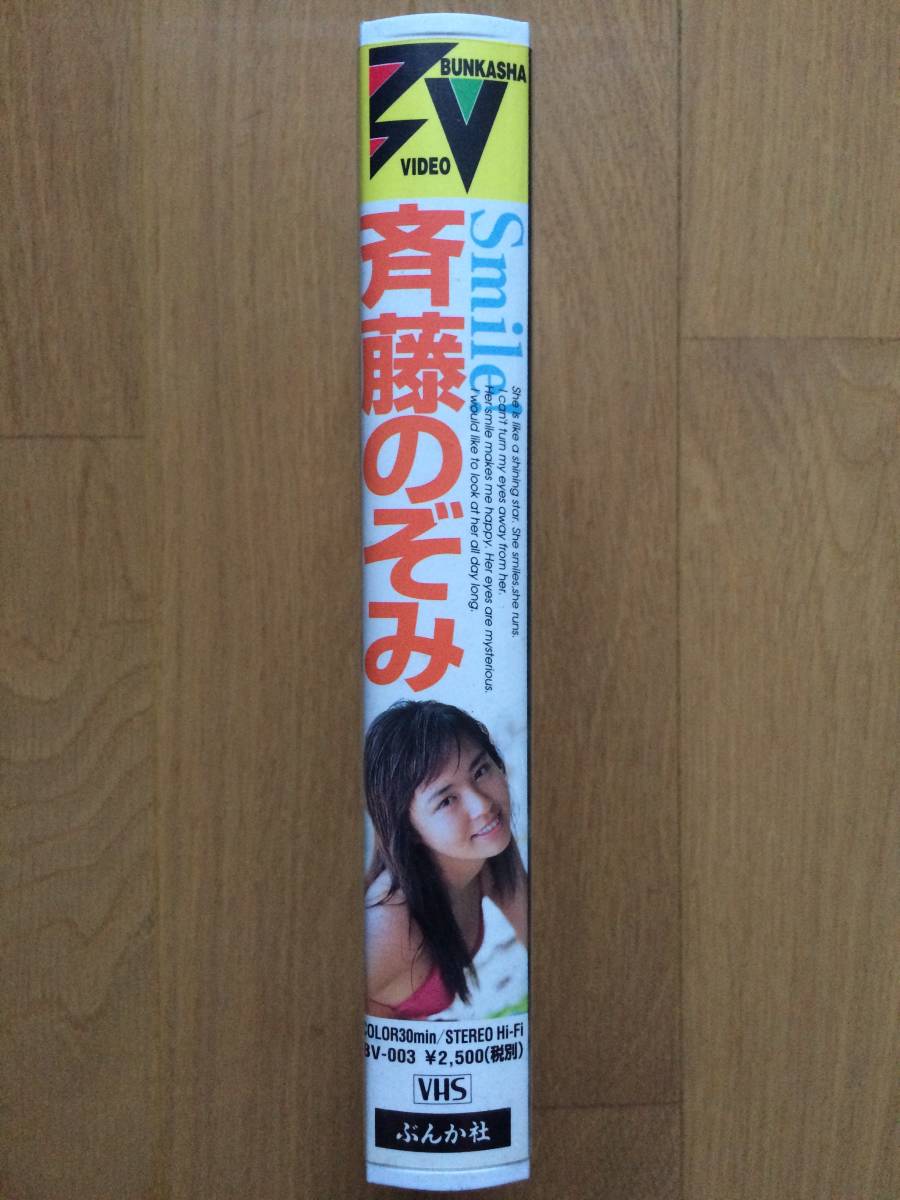 BUNKASHA
VIDEO
Smile!
斉藤のぞみ
She is like a shining star. She smiles,she runs.
I can't turn my eyes away from her.
Her smile makes me happy. Her eyes are mysterious.
I would like to look at her all day long.
COLOR30min/STEREO Hi-Fi
BV-003 ¥2,500(税別)
VHS
ぶんか社